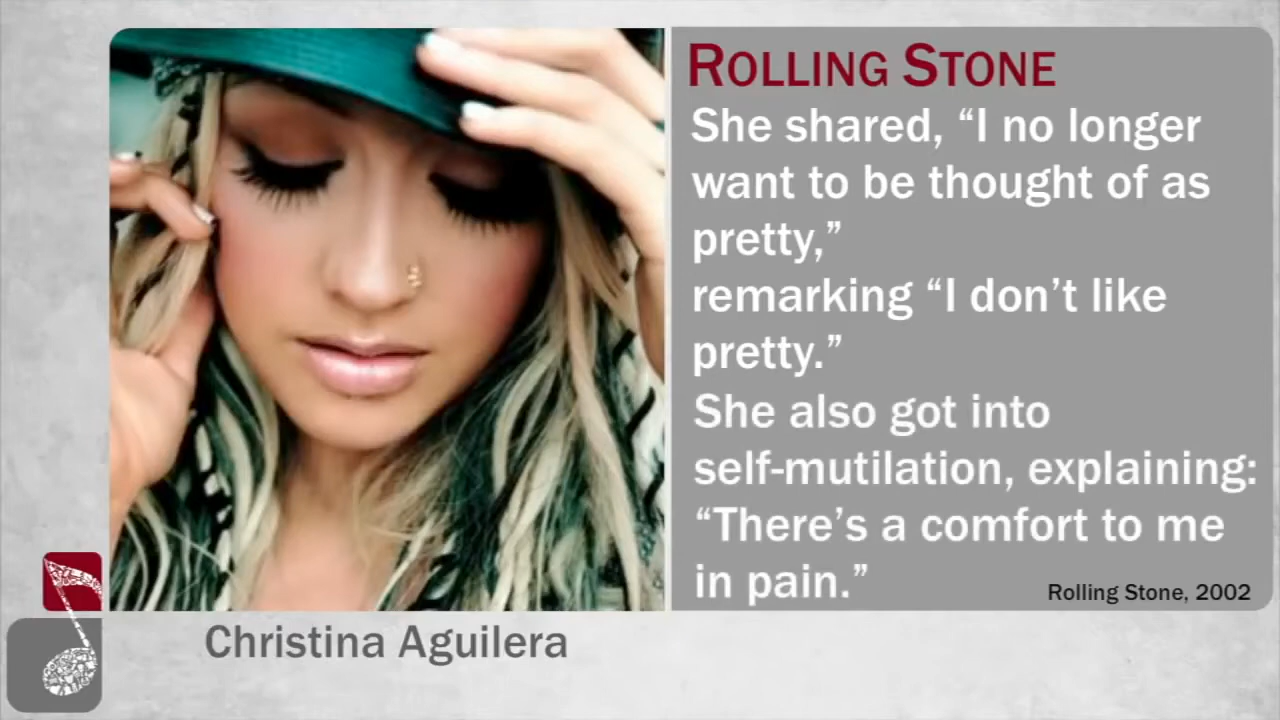 ROLLING STONE
She shared, “I no longer
want to be thought of as
pretty,”
remarking “I don’t like
pretty.”
She also got into
self-mutilation, explaining:
“There’s a comfort to me
in pain.”
Rolling Stone, 2002
Christina Aguilera